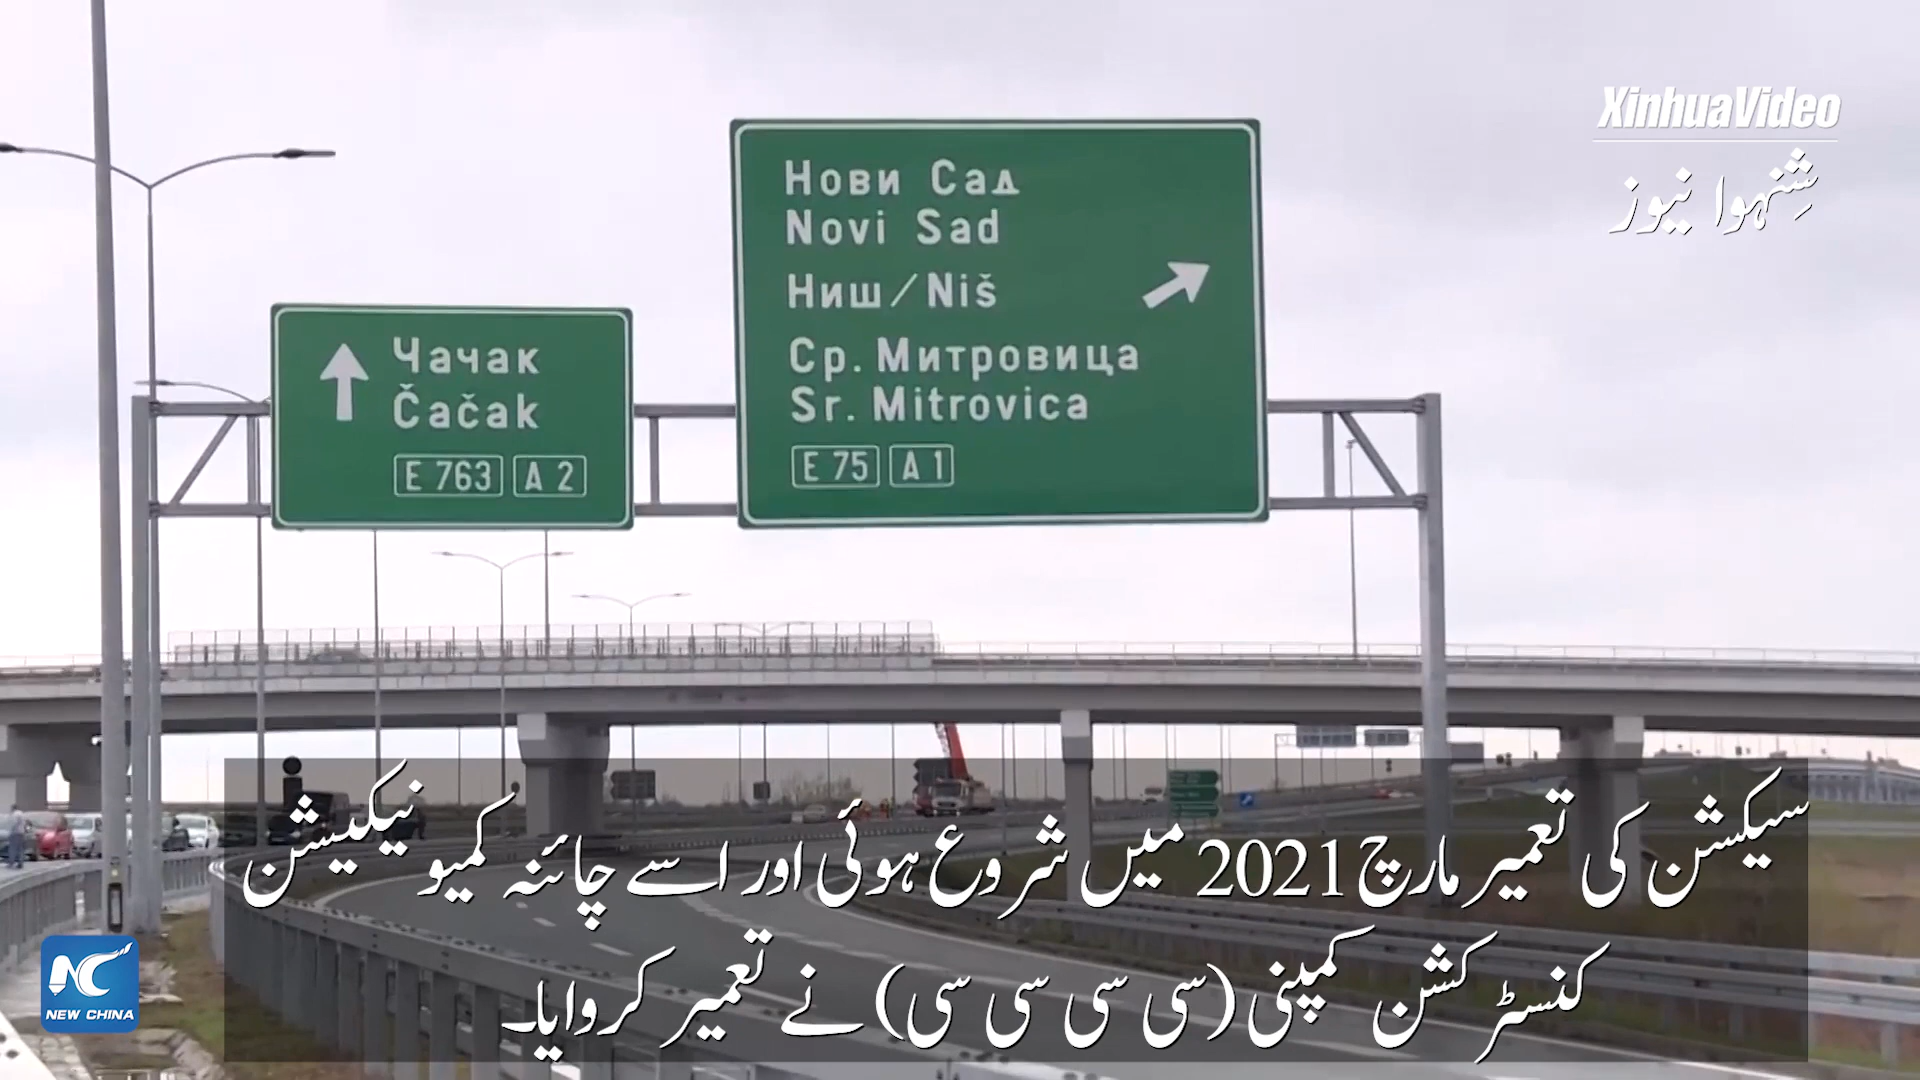 XinhuaVideo
شِنہوا نیوز
Нови Сад
Novi Sad
Ниш/Niš
Ср. Митровица
Sr. Mitrovica
E 75 A 1
Чачак
Čačak
E 763 A 2
سیکشن کی تعمیر مارچ 2021 میں شروع ہوئی اور اسے چائنہ کمیونیکیشن
کنسٹرکشن کمپنی (سی سی سی سی) نے تعمیر کروایا۔
NEW CHINA